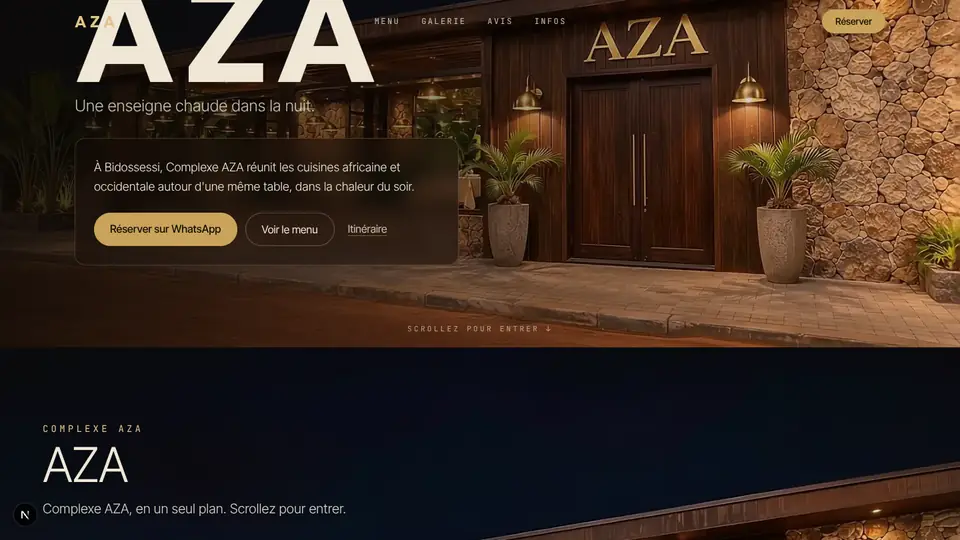 AZA
MENU
GALERIE
AVIS
INFOS
Réserver
AZA
AZA
Une enseigne chaude dans la nuit.
À Bidossessi, Complexe AZA réunit les cuisines africaine et
occidentale autour d'une même table, dans la chaleur du soir.
Réserver sur WhatsApp
Voir le menu
Itinéraire
SCROLLEZ POUR ENTRER ↓
COMPLEXE AZA
AZA
Complexe AZA, en un seul plan. Scrollez pour entrer.
N